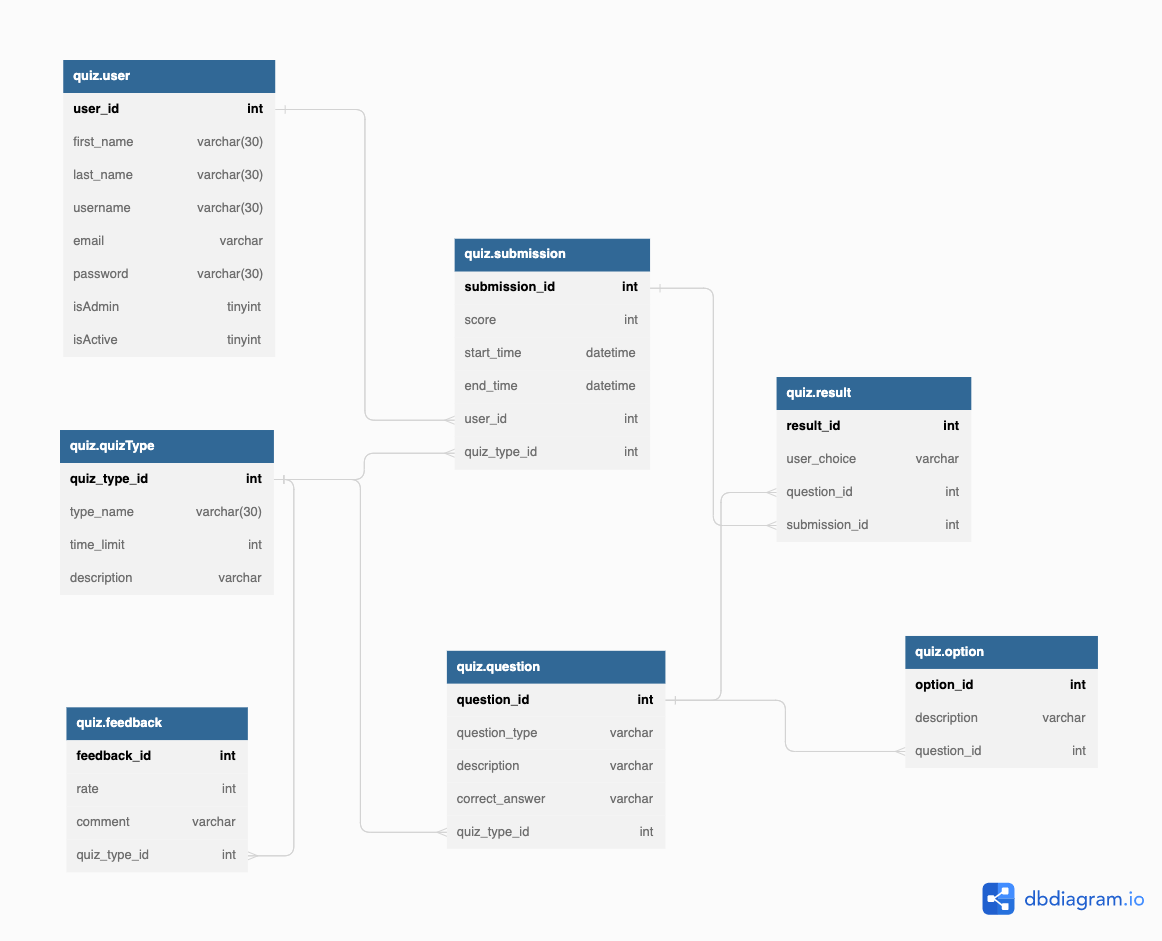 quiz.user
user_id int
first_name varchar(30)
last_name varchar(30)
username varchar(30)
email varchar
password varchar(30)
isAdmin tinyint
isActive tinyint
quiz.submission
submission_id int
score int
start_time datetime
end_time datetime
user_id int
quiz_type_id int
quiz.result
result_id int
user_choice varchar
question_id int
submission_id int
quiz.quizType
quiz_type_id int
type_name varchar(30)
time_limit int
description varchar
quiz.question
question_id int
question_type varchar
description varchar
correct_answer varchar
quiz_type_id int
quiz.option
option_id int
description varchar
question_id int
quiz.feedback
feedback_id int
rate int
comment varchar
quiz_type_id int
dbdiagram.io